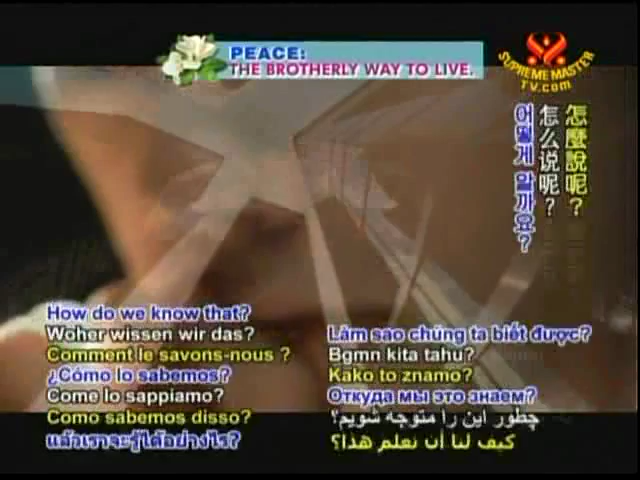 PEACE:
THE BROTHERLY WAY TO LIVE.
SUPREME MASTER
TV.com
怎麼說呢?
怎么说呢?
어떻게 알까요?
How do we know that?
Woher wissen wir das?
Comment le savons-nous ?
¿Cómo lo sabemos?
Come lo sappiamo?
Como sabemos disso?
แล้วเราจะรู้ได้อย่างไร?
Làm sao chúng ta biết được?
Bgmn kita tahu?
Kako to znamo?
Откуда мы это знаем?
چطور این را متوجه شویم؟
كيف لنا أن نعلم هذا؟